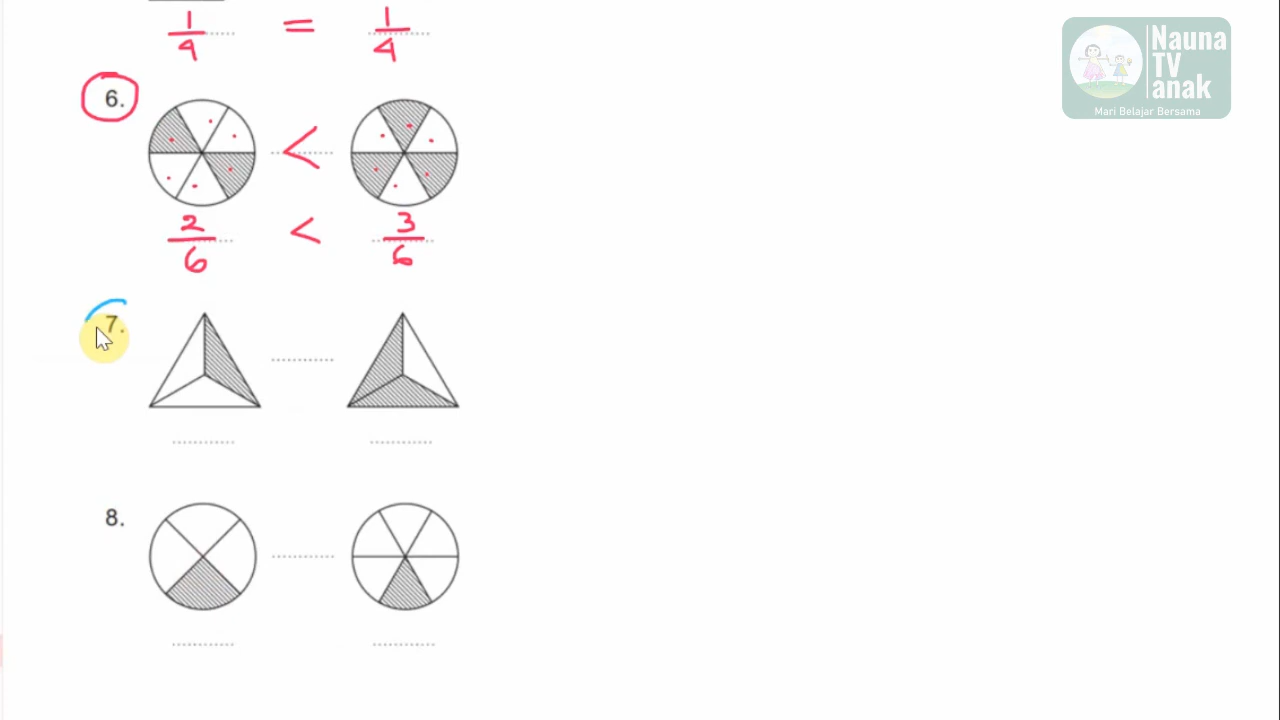 1/4 = 1/4
Nauna
TV
anak
Mari Belajar Bersama
6.
<
2/6 < 3/6
7.
8.